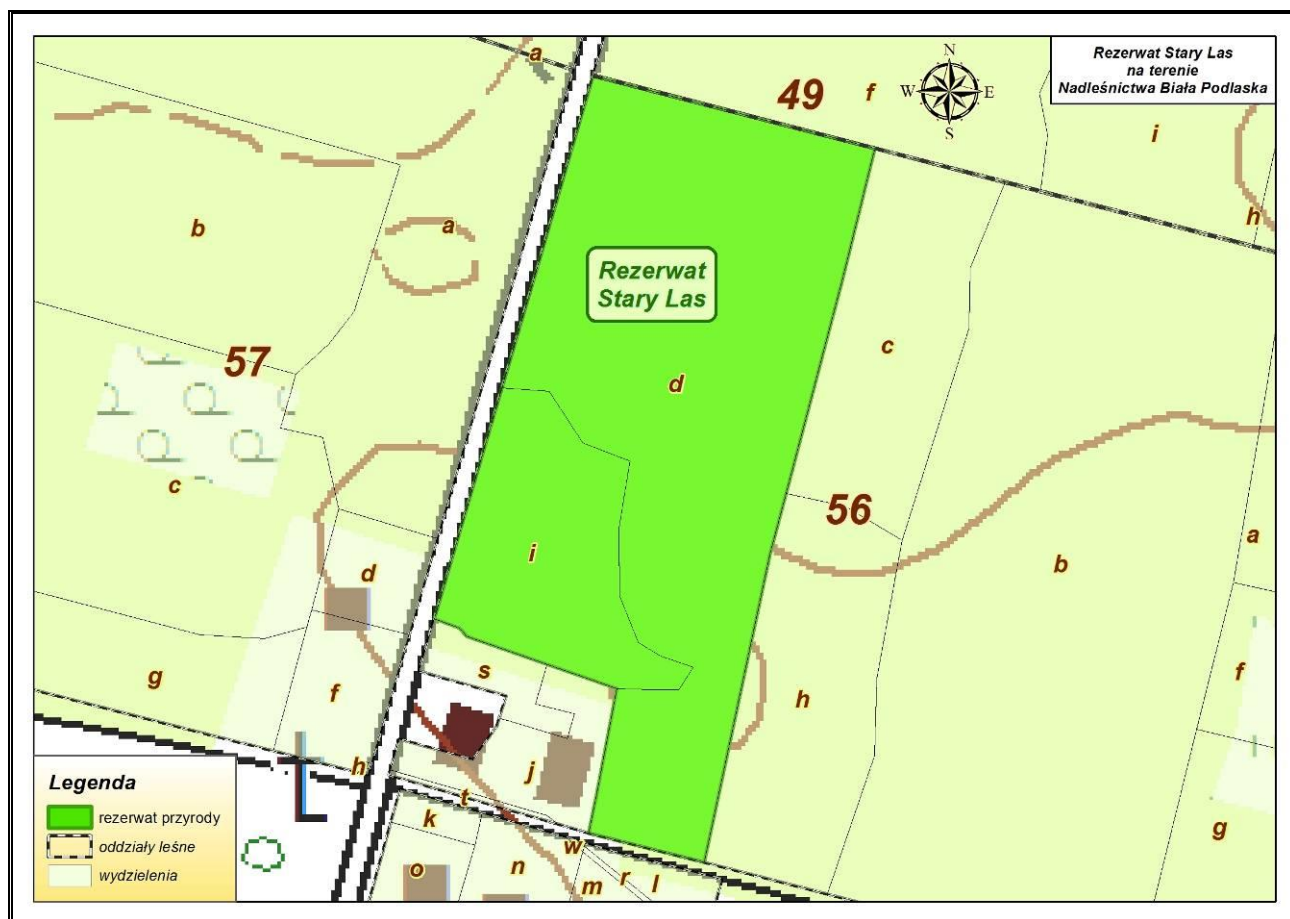 Rezerwat Stary Las
na terenie
Nadleśnictwa Biała Podlaska
N
W E
S
a
49 f
i
h
b
a
Rezerwat
Stary Las
57
c
d
c
56
i
b
a
d
s
g
f
h
f
h
j
t
k
w
g
o
n
m
r
l
Legenda
rezerwat przyrody
oddziały leśne
wydzielenia